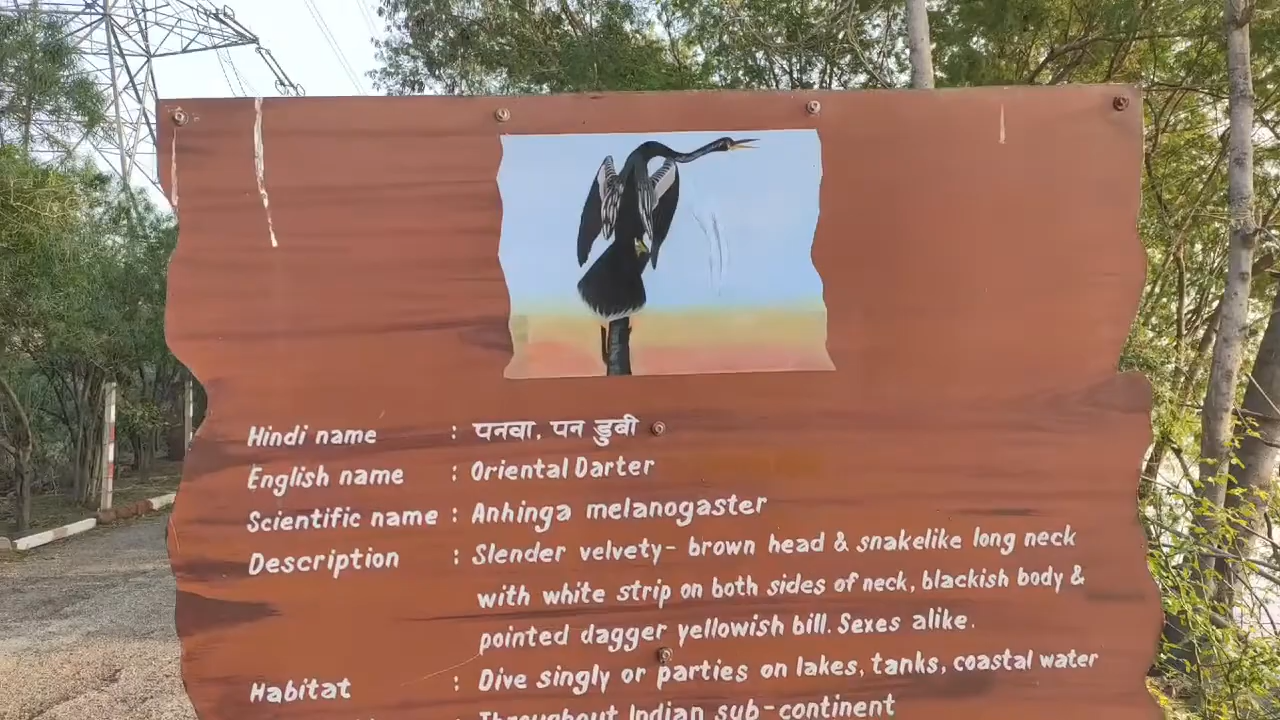 Hindi name : पनवा, पन डुबी
English name : Oriental Darter
Scientific name : Anhinga melanogaster
Description : Slender velvety- brown head & snakelike long neck
with white strip on both sides of neck, blackish body &
pointed dagger yellowish bill. Sexes alike.
Habitat : Dive singly or parties on lakes, tanks, coastal water
: Throughout Indian sub-continent